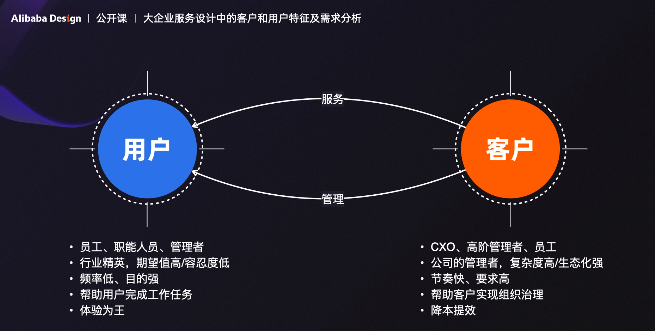 Alibaba Design | 公开课 | 大企业服务设计中的客户和用户特征及需求分析
服务
用户
客户
管理
• 员工、职能人员、管理者
• 行业精英，期望值高/容忍度低
• 频率低、目的强
• 帮助用户完成工作任务
• 体验为王
• CXO、高阶管理者、员工
• 公司的管理者，复杂度高/生态化强
• 节奏快、要求高
• 帮助客户实现组织治理
• 降本提效